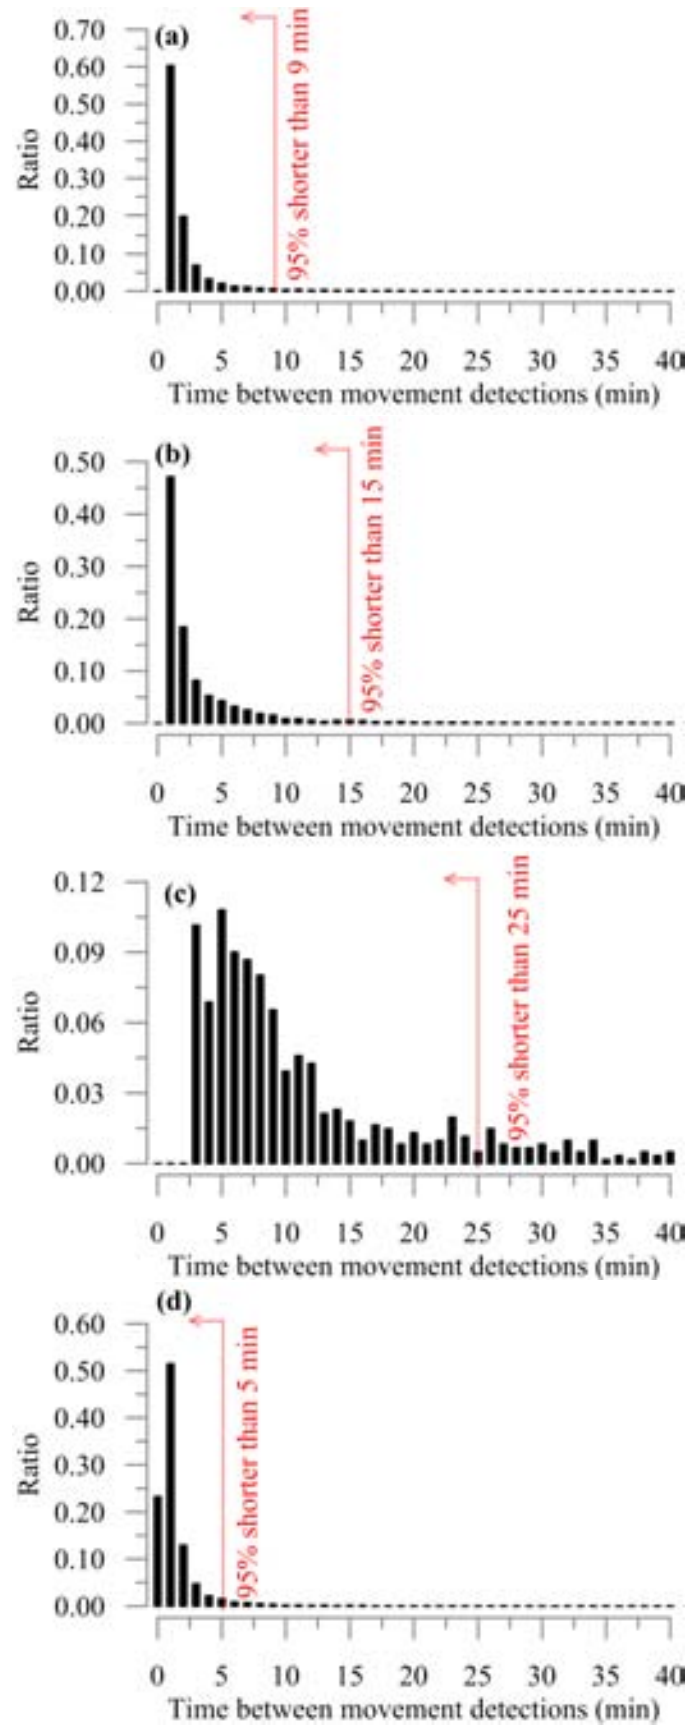 (a)
95% shorter than 9 min
Ratio
0.70
0.60
0.50
0.40
0.30
0.20
0.10
0.00
0 5 10 15 20 25 30 35 40
Time between movement detections (min)
(b)
95% shorter than 15 min
Ratio
0.50
0.40
0.30
0.20
0.10
0.00
0 5 10 15 20 25 30 35 40
Time between movement detections (min)
(c)
95% shorter than 25 min
Ratio
0.12
0.09
0.06
0.03
0.00
0 5 10 15 20 25 30 35 40
Time between movement detections (min)
(d)
95% shorter than 5 min
Ratio
0.60
0.50
0.40
0.30
0.20
0.10
0.00
0 5 10 15 20 25 30 35 40
Time between movement detections (min)